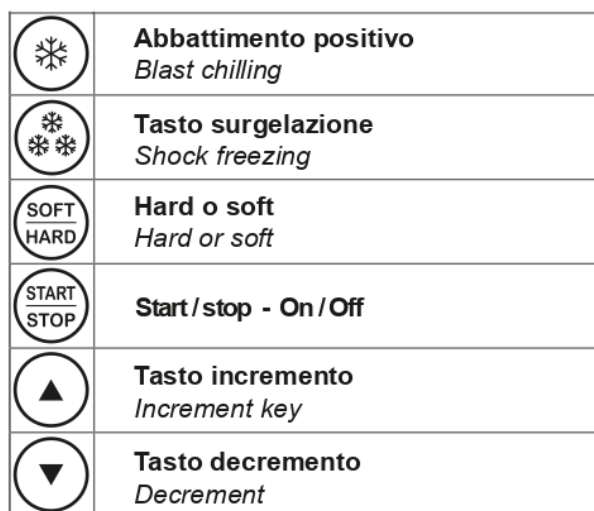 Abbattimento positivo
Blast chilling
Tasto surgelazione
Shock freezing
SOFT
HARD
Hard o soft
Hard or soft
START
STOP
Start / stop - On / Off
Tasto incremento
Increment key
Tasto decremento
Decrement